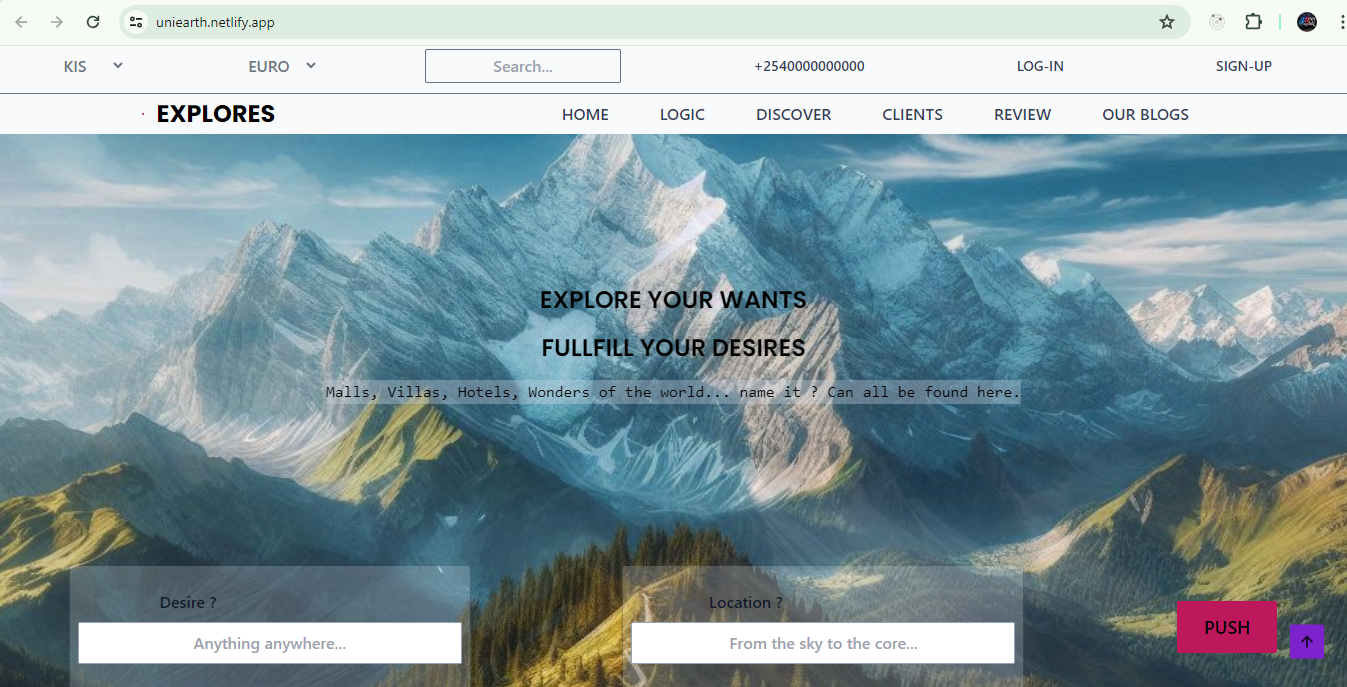 uniearth.netlify.app
KIS EURO Search... +2540000000000 LOG-IN SIGN-UP
EXPLORES HOME LOGIC DISCOVER CLIENTS REVIEW OUR BLOGS
EXPLORE YOUR WANTS
FULLFILL YOUR DESIRES
Malls, Villas, Hotels, Wonders of the world... name it ? Can all be found here.
Desire ? Location ?
Anything anywhere... From the sky to the core... PUSH